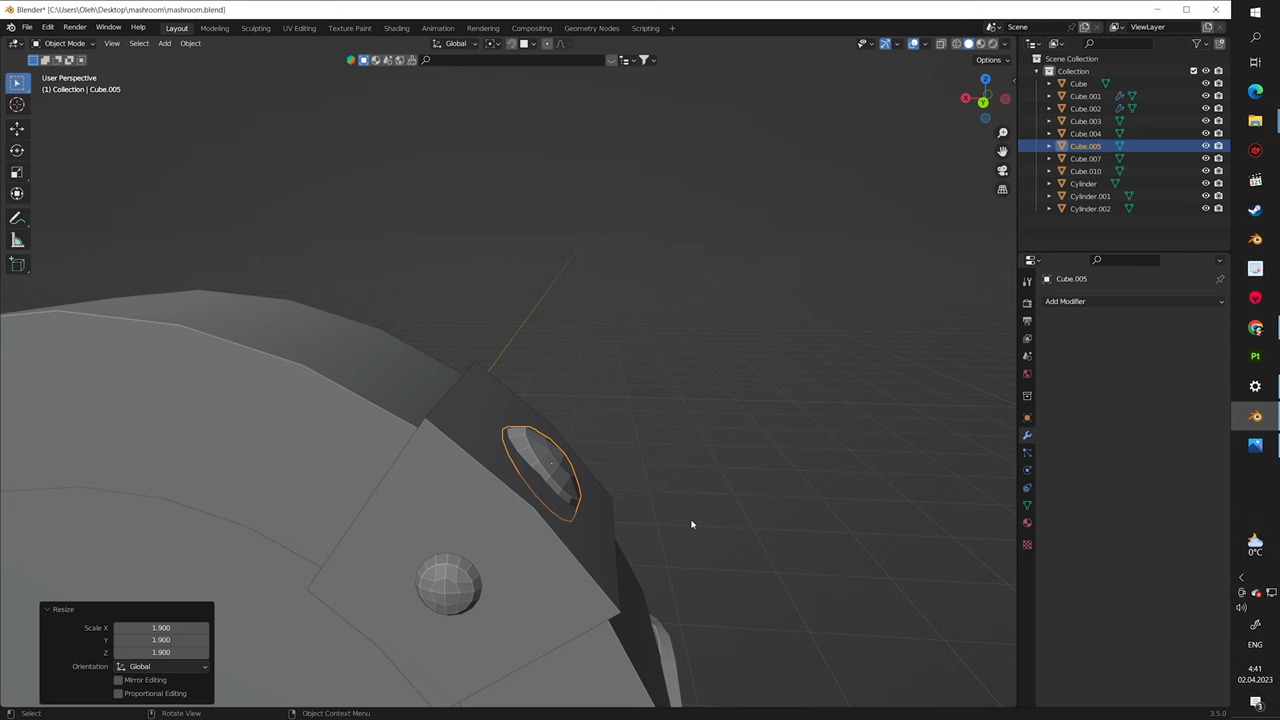 Blender* [C:\Users\Oleh\Desktop\mashroom\mashroom.blend]
File Edit Render Window Help Layout Modeling Sculpting UV Editing Texture Paint Shading Animation Rendering Compositing Geometry Nodes Scripting + Scene ViewLayer
Object Mode View Select Add Object Global
Options
User Perspective
(1) Collection | Cube.005
X
Y
Z
Scene Collection
Collection
Cube
Cube.001
Cube.002
Cube.003
Cube.004
Cube.005
Cube.007
Cube.010
Cylinder
Cylinder.001
Cylinder.002
Cube.005
Add Modifier
Resize
Scale X 1.900
Y 1.900
Z 1.900
Orientation Global
Mirror Editing
Proportional Editing
Select Rotate View Object Context Menu 3.5.0
Pt
0°C
ENG
4:41
02.04.2023